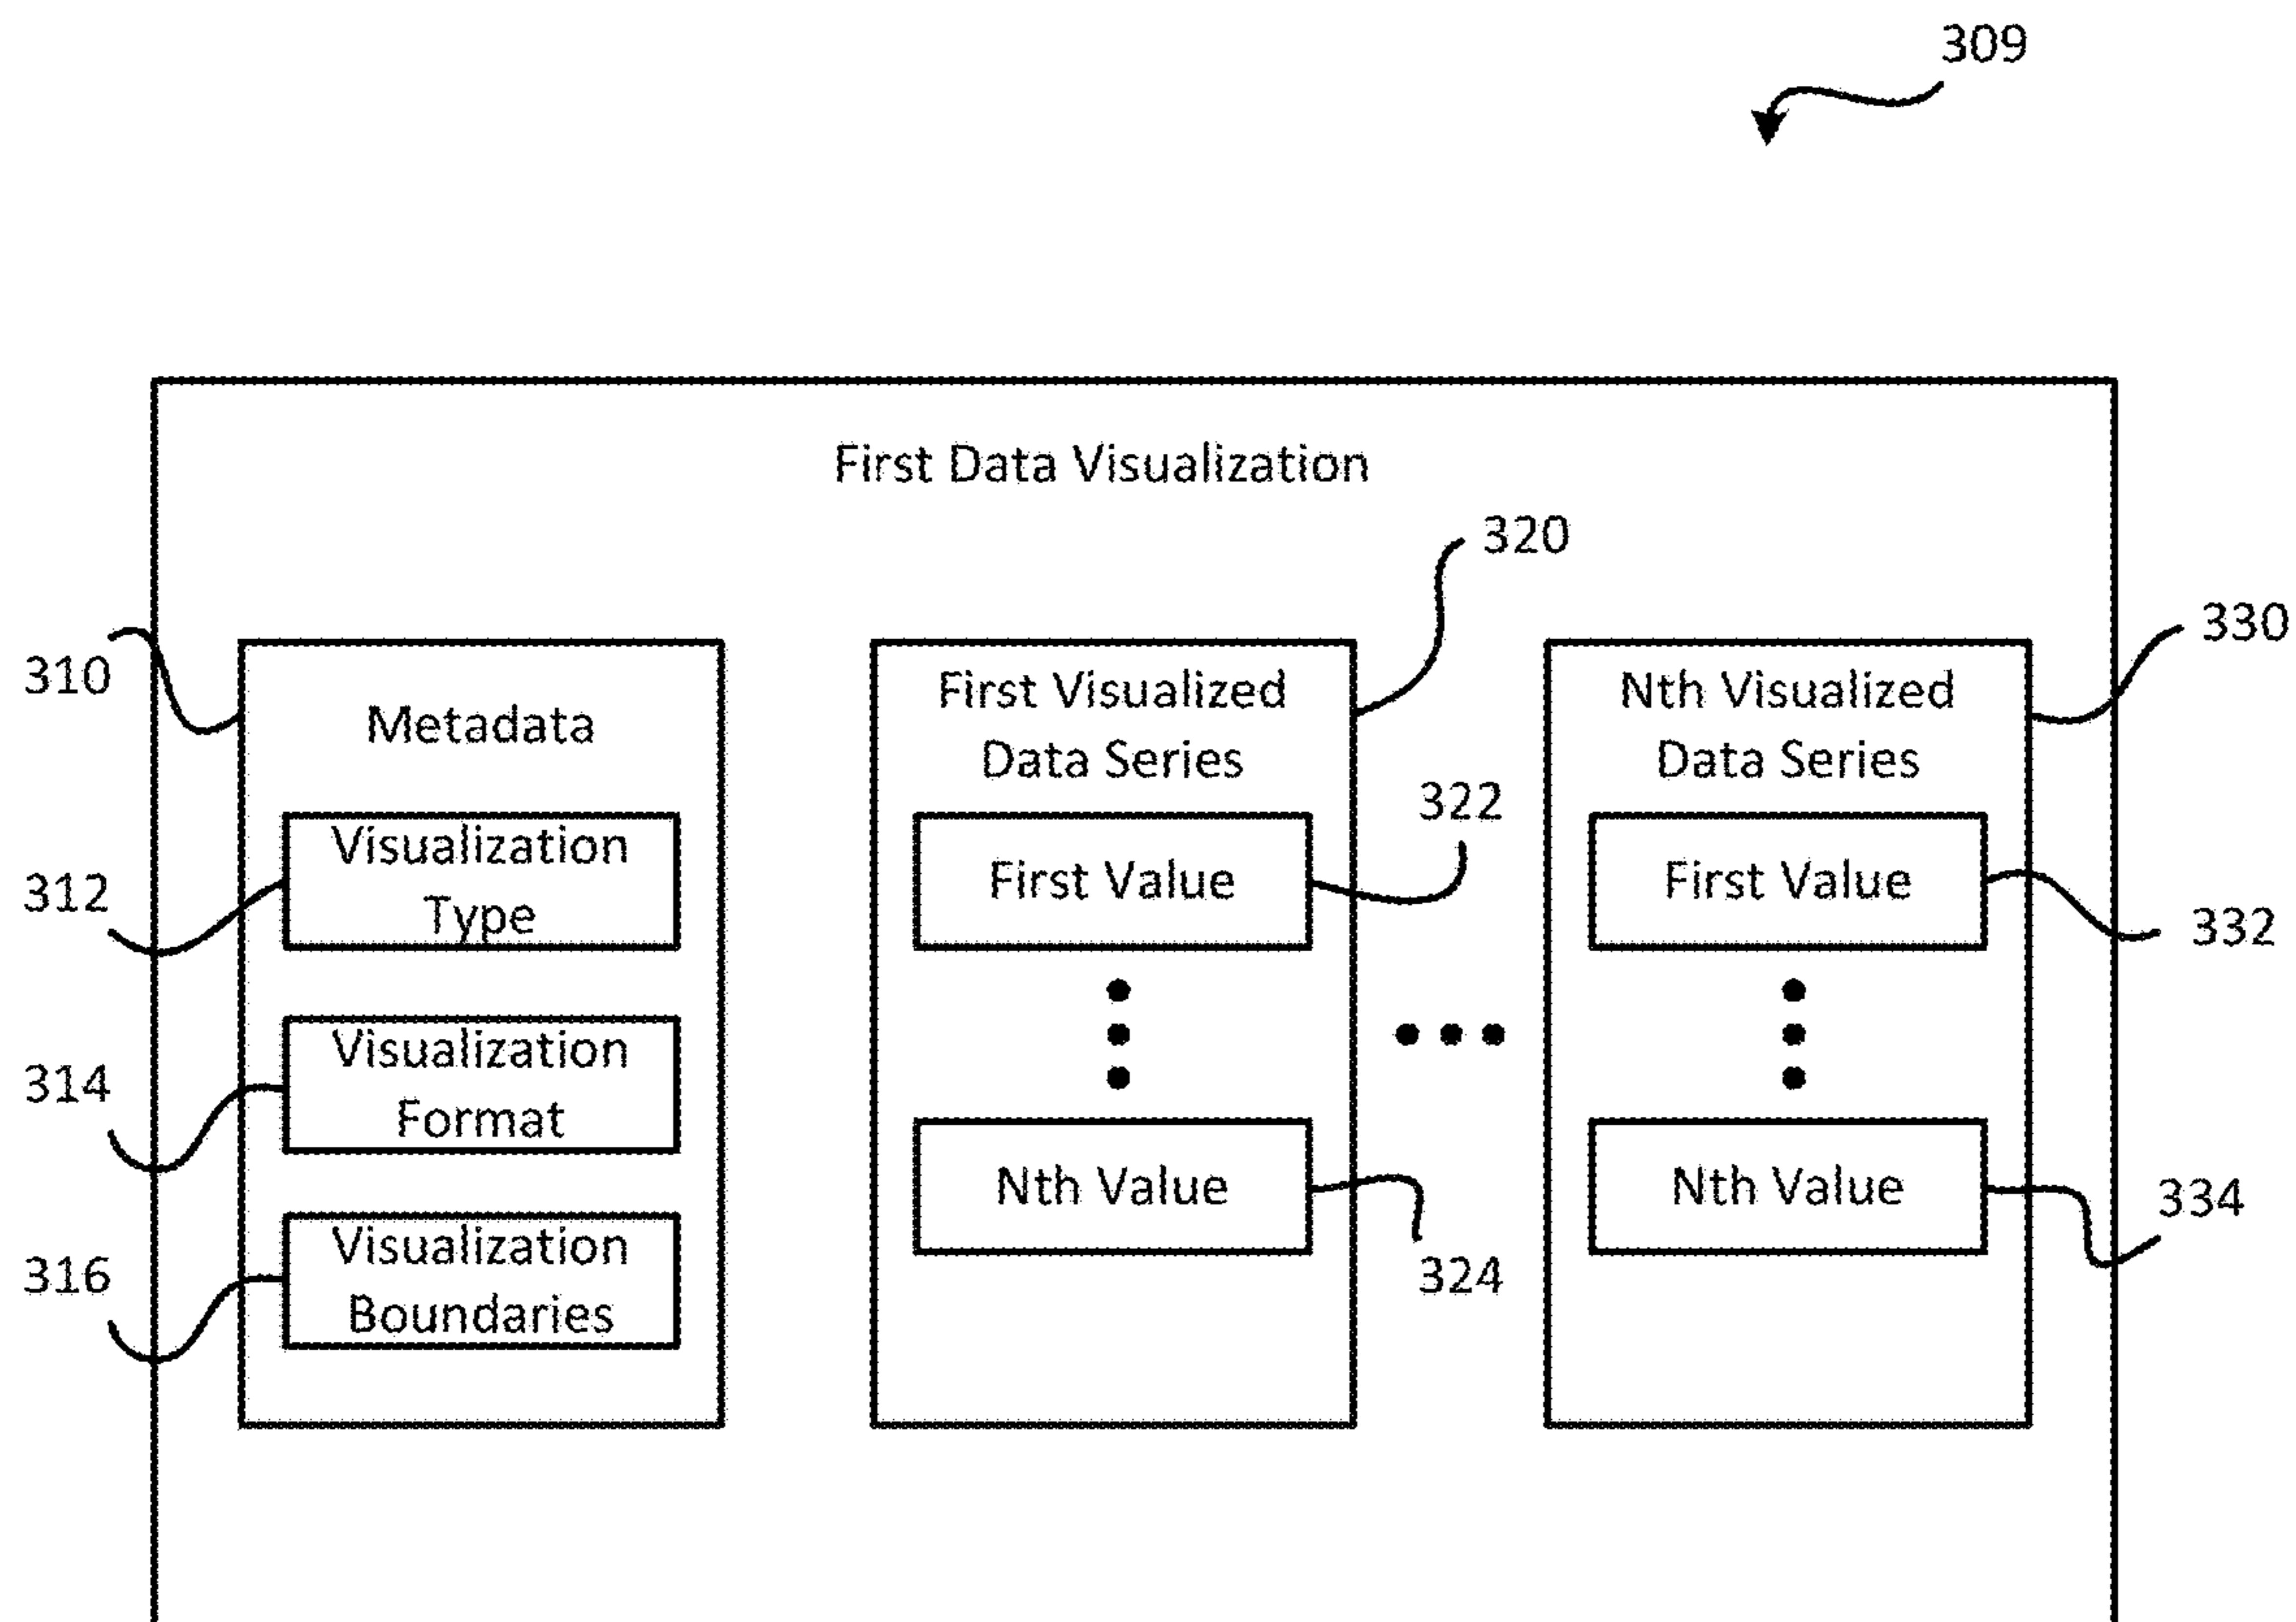 309
First Data Visualization
320
330
310
Metadata
First Visualized
Data Series
Nth Visualized
Data Series
312
Visualization
Type
322
First Value
First Value
332
314
Visualization
Format
316
Visualization
Boundaries
Nth Value
324
Nth Value
334